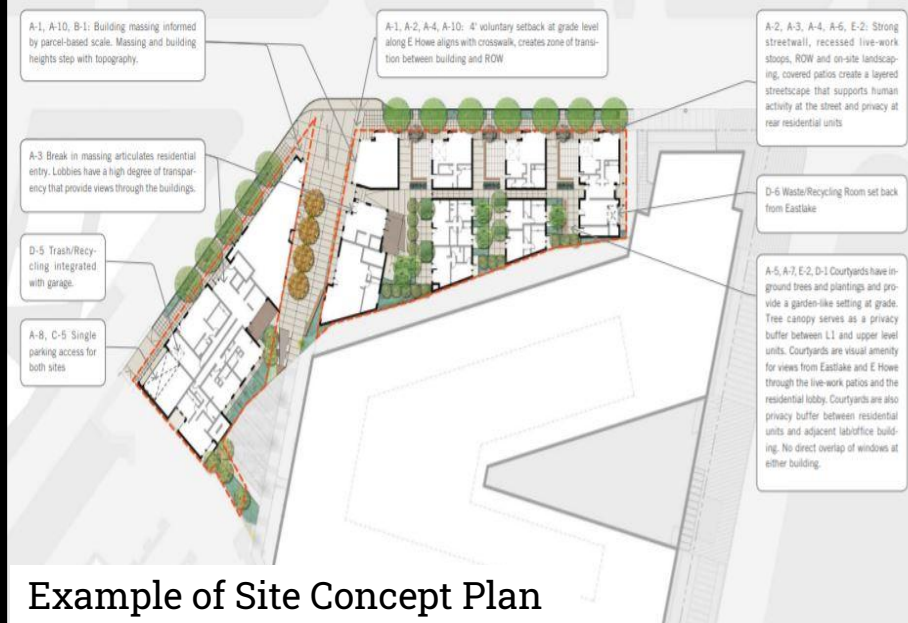 A-1, A-10, B-1: Building massing informed
by parcel-based scale. Massing and building
heights step with topography.
A-1, A-2, A-4, A-10: 4' voluntary setback at grade level
along E Howe aligns with crosswalk, creates zone of transi-
tion between building and ROW
A-2, A-3, A-4, A-6, E-2: Strong
streetwall, recessed live-work
stoops, ROW and on-site landscap-
ing, covered patios create a layered
streetscape that supports human
activity at the street and privacy at
rear residential units
A-3 Break in massing articulates residential
entry. Lobbies have a high degree of transpar-
ency that provide views through the buildings.
D-6 Waste/Recycling Room set back
from Eastlake
D-5 Trash/Recy-
cling integrated
with garage.
A-8, C-5 Single
parking access for
both sites
A-5, A-7, E-2, D-1 Courtyards have in-
ground trees and plantings and pro-
vide a garden-like setting at grade.
Tree canopy serves as a privacy
buffer between L1 and upper level
units. Courtyards are visual amenity
for views from Eastlake and E Howe
through the live-work patios and the
residential lobby. Courtyards are also
privacy buffer between residential
units and adjacent lab/office build-
ing. No direct overlap of windows at
either building.
Example of Site Concept Plan